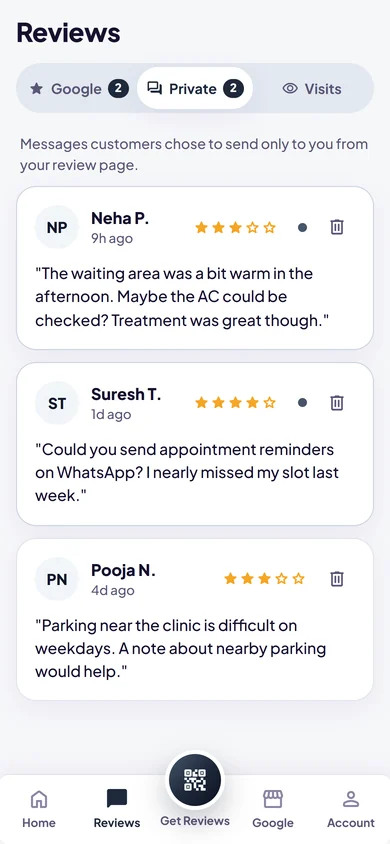 Reviews
Google 2
Private 2
Visits
Messages customers chose to send only to you from
your review page.
NP
Neha P.
9h ago
"The waiting area was a bit warm in the
afternoon. Maybe the AC could be
checked? Treatment was great though."
ST
Suresh T.
1d ago
"Could you send appointment reminders
on WhatsApp? I nearly missed my slot last
week."
PN
Pooja N.
4d ago
"Parking near the clinic is difficult on
weekdays. A note about nearby parking
would help."
Home
Reviews
Get Reviews
Google
Account